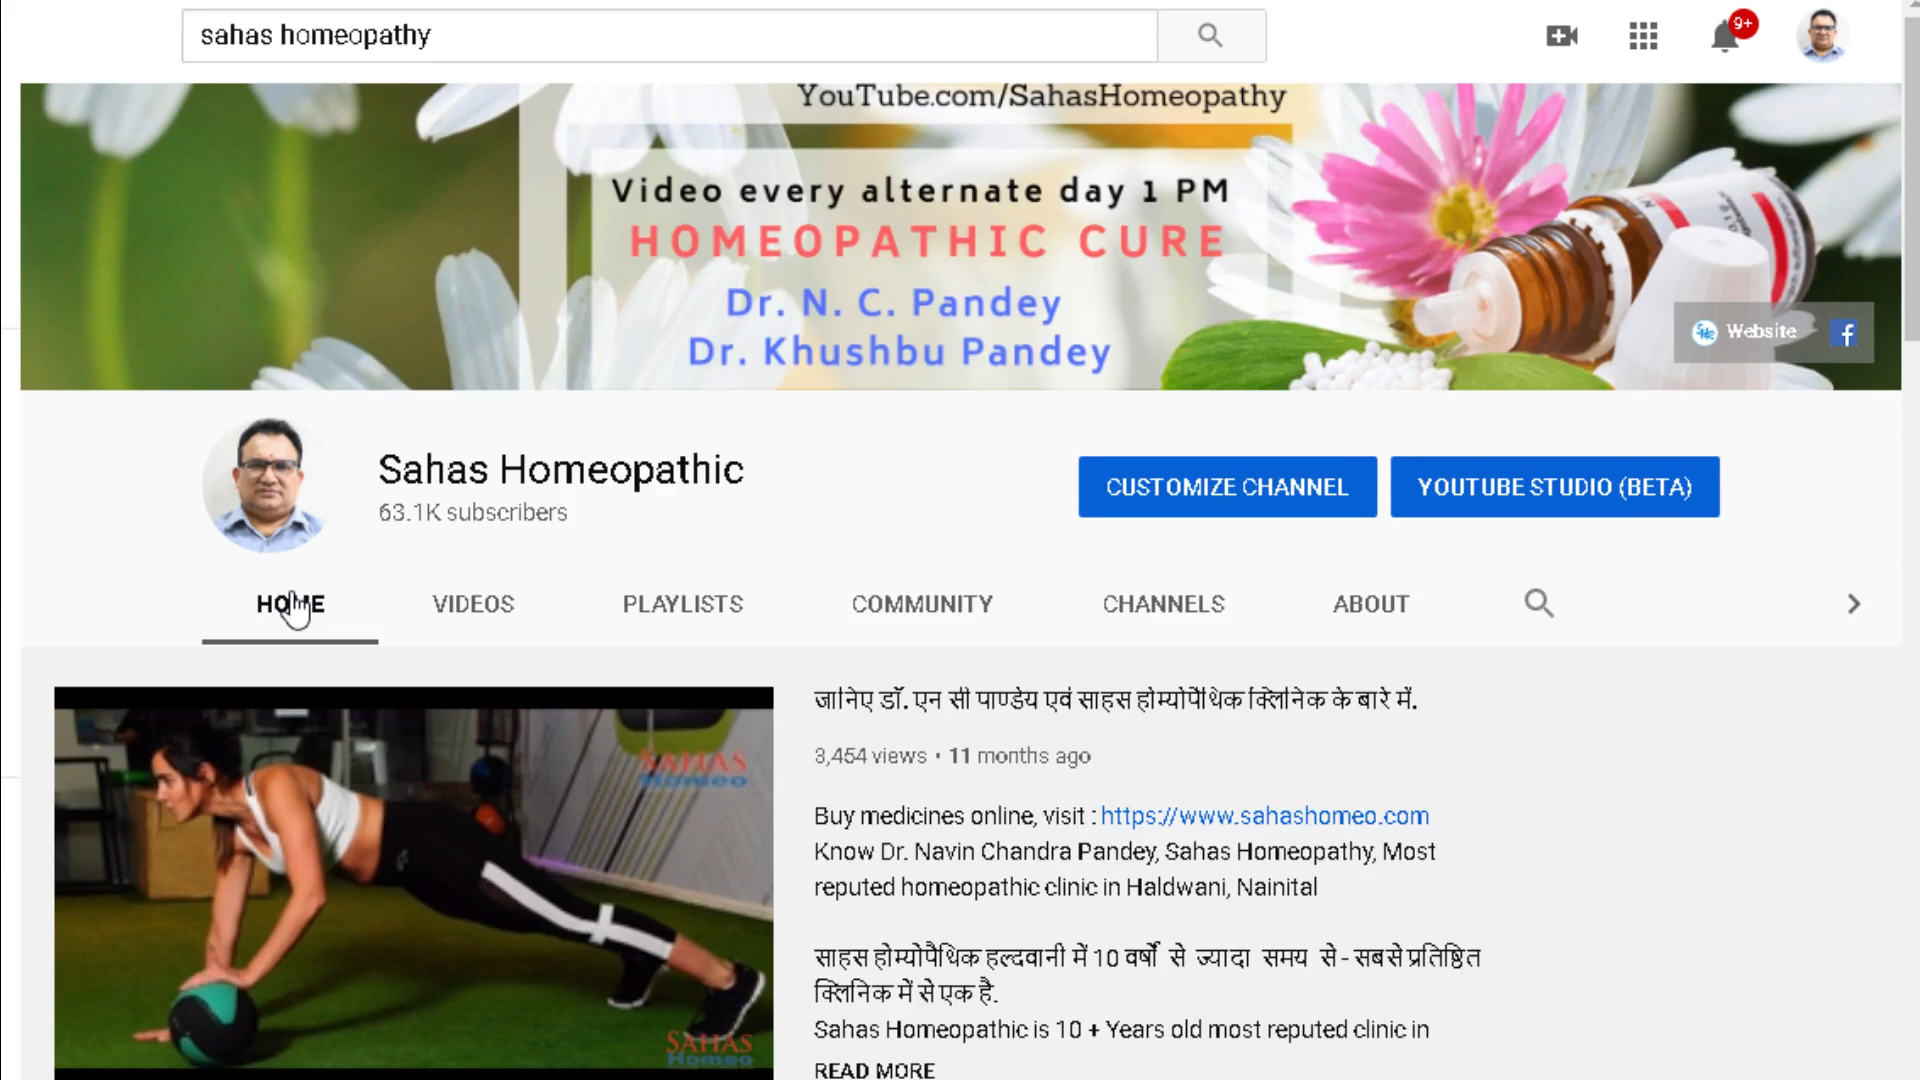 sahas homeopathy
9+
YouTube.com/SahasHomeopathy
Video every alternate day 1 PM
HOMEOPATHIC CURE
Dr. N. C. Pandey
Dr. Khushbu Pandey
Website
Sahas Homeopathic
63.1K subscribers
CUSTOMIZE CHANNEL
YOUTUBE STUDIO (BETA)
HOME
VIDEOS
PLAYLISTS
COMMUNITY
CHANNELS
ABOUT
SAHAS
Homeo
SAHAS
Homeo
जानिए डॉ. एन सी पाण्डेय एवं साहस होम्योपैथिक क्लिनिक के बारे में.
3,454 views • 11 months ago
Buy medicines online, visit : https://www.sahashomeo.com
Know Dr. Navin Chandra Pandey, Sahas Homeopathy, Most
reputed homeopathic clinic in Haldwani, Nainital
साहस होम्योपैथिक हल्दवानी में 10 वर्षों से ज्यादा समय से - सबसे प्रतिष्ठित
क्लिनिक में से एक है.
Sahas Homeopathic is 10 + Years old most reputed clinic in
READ MORE